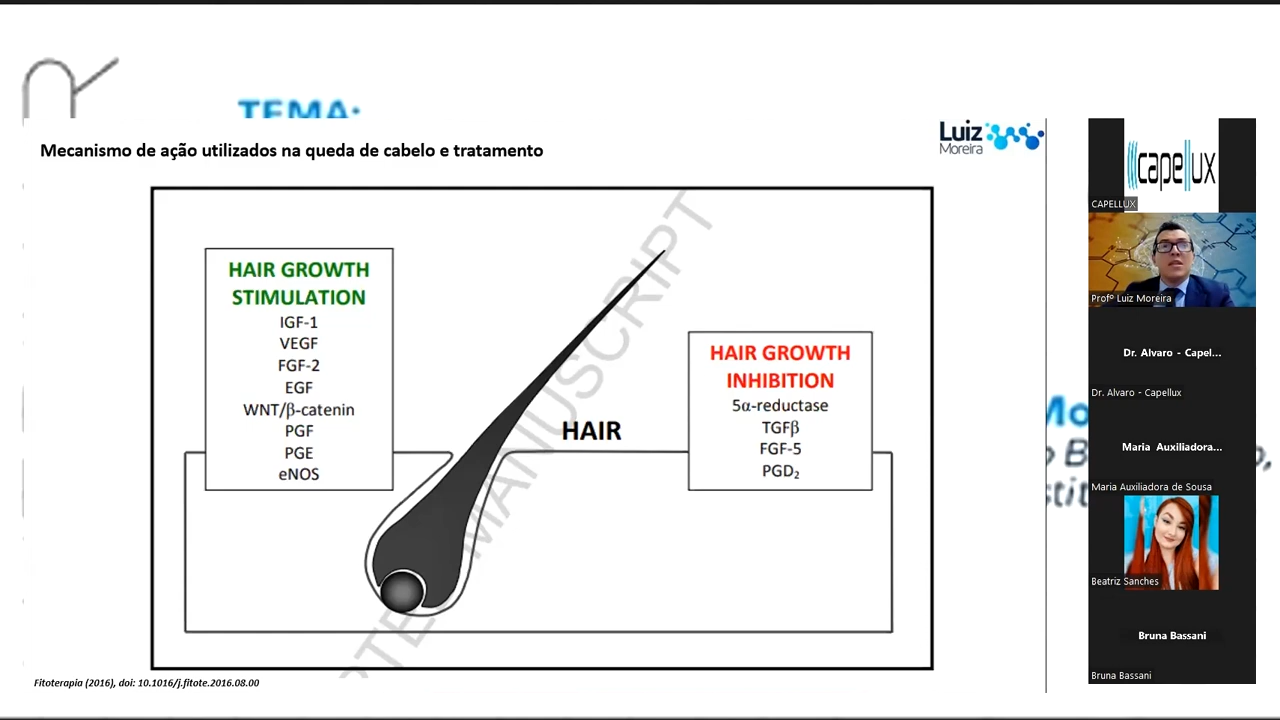 TEMA:
Mecanismo de ação utilizados na queda de cabelo e tratamento
Luiz
Moreira
HAIR GROWTH
STIMULATION
IGF-1
VEGF
FGF-2
EGF
WNT/β-catenin
PGF
PGE
eNOS
HAIR
HAIR GROWTH
INHIBITION
5α-reductase
TGFβ
FGF-5
PGD₂
MANUSCRIPT
Fitoterapia (2016), doi: 10.1016/j.fitote.2016.08.00
capellux
CAPELLUX
Profº Luiz Moreira
Dr. Alvaro - Capel...
Dr. Alvaro - Capellux
Maria Auxiliadora...
Maria Auxiliadora de Sousa
Beatriz Sanches
Bruna Bassani
Bruna Bassani